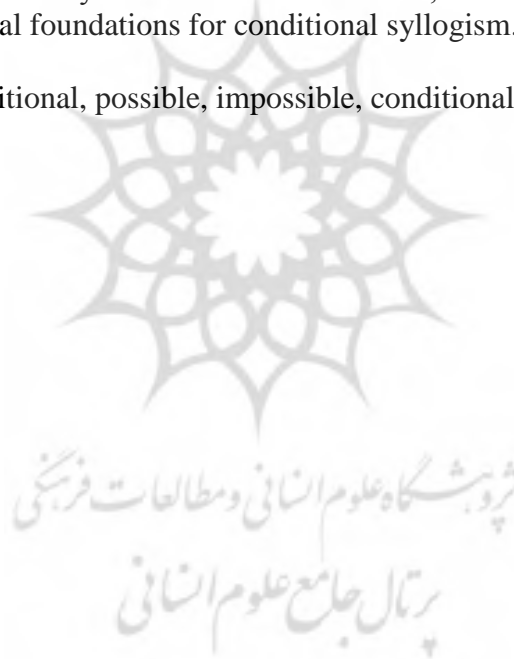 al foundations for conditional syllogism.
itional, possible, impossible, conditional
پژوهشگاه علوم انسانی و مطالعات فرهنگی
پرتال جامع علوم انسانی